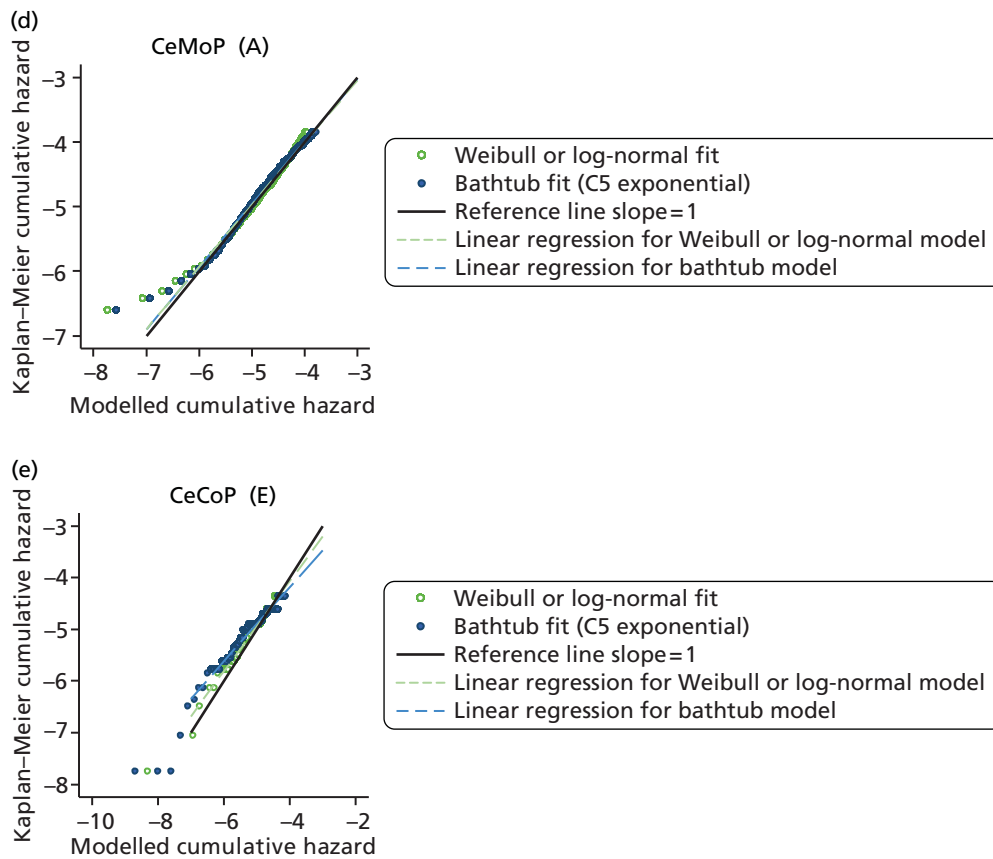 (d)
CeMoP (A)
Kaplan–Meier cumulative hazard
–3
–4
–5
–6
–7
–8 –7 –6 –5 –4 –3
Modelled cumulative hazard
Weibull or log-normal fit
Bathtub fit (C5 exponential)
Reference line slope=1
Linear regression for Weibull or log-normal model
Linear regression for bathtub model
(e)
CeCoP (E)
Kaplan–Meier cumulative hazard
–3
–4
–5
–6
–7
–8
–10 –8 –6 –4 –2
Modelled cumulative hazard
Weibull or log-normal fit
Bathtub fit (C5 exponential)
Reference line slope=1
Linear regression for Weibull or log-normal model
Linear regression for bathtub model